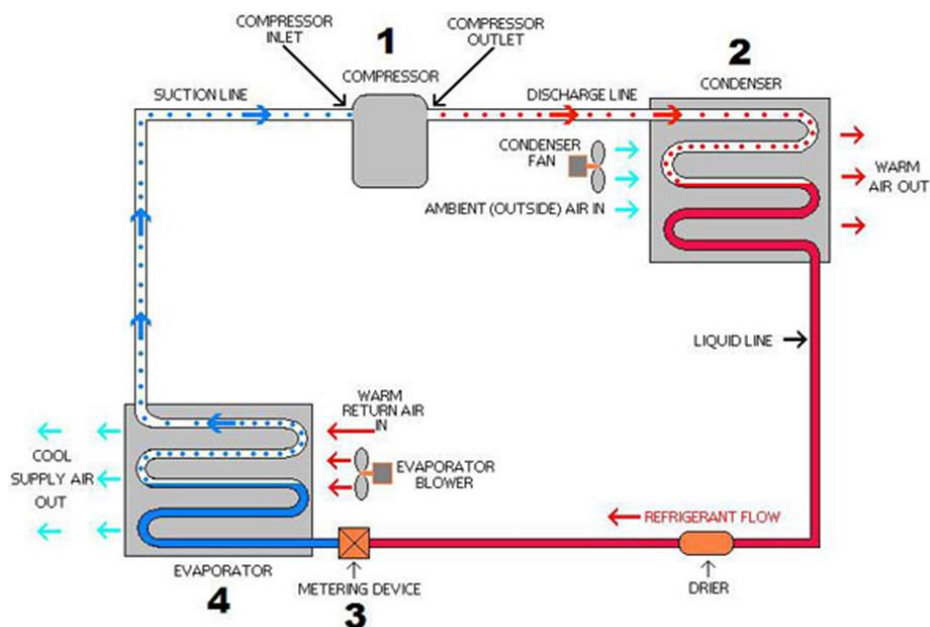 COMPRESSOR
INLET
1
COMPRESSOR
OUTLET
2
COMPRESSOR
CONDENSER
SUCTION LINE
DISCHARGE LINE
CONDENSER
FAN
WARM
AIR OUT
AMBIENT (OUTSIDE) AIR IN
LIQUID LINE
WARM
RETURN AIR
IN
COOL
SUPPLY AIR
OUT
EVAPORATOR
BLOWER
REFRIGERANT FLOW
EVAPORATOR
4
METERING DEVICE
3
DRIER